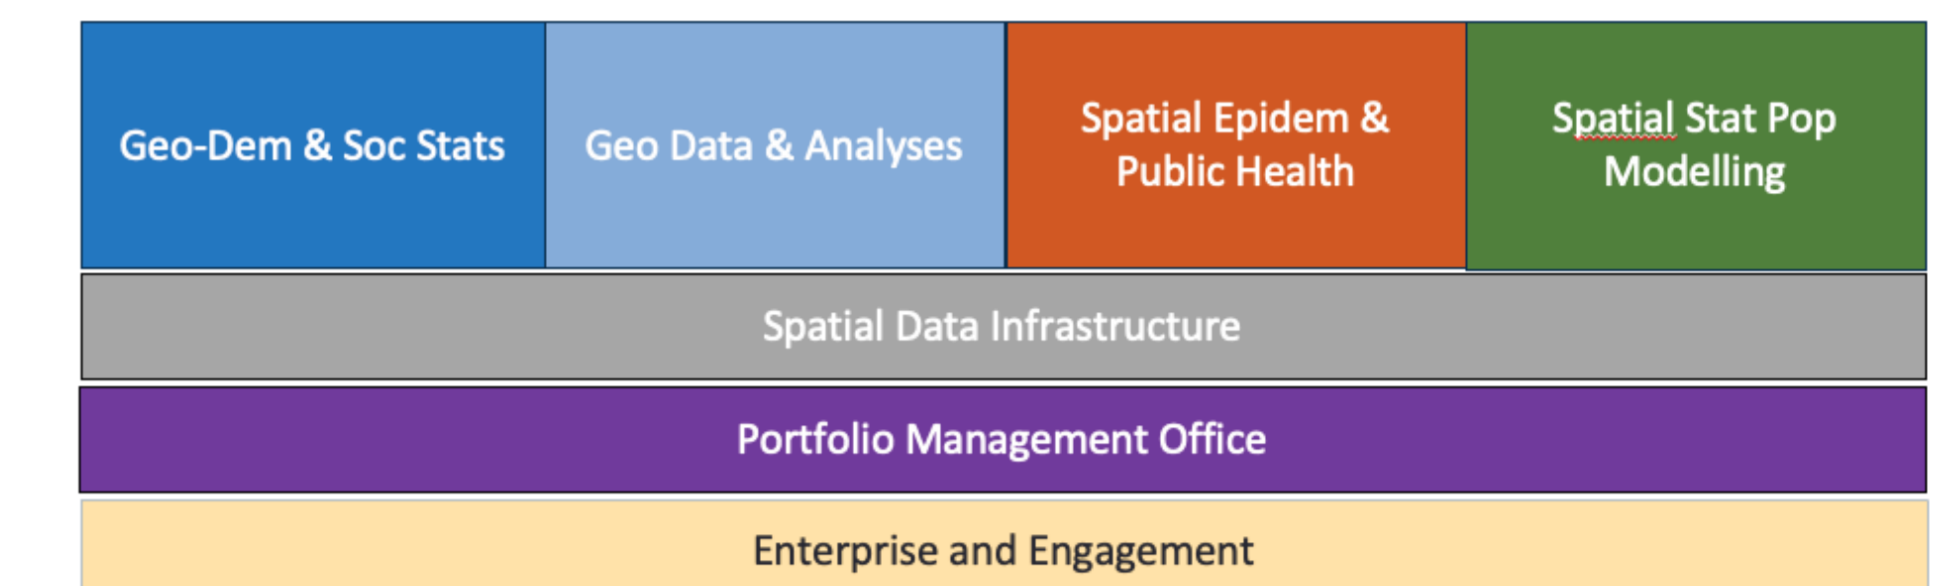 Geo-Dem & Soc Stats
Geo Data & Analyses
Spatial Epidem &
Public Health
Spatial Stat Pop
Modelling
Spatial Data Infrastructure
Portfolio Management Office
Enterprise and Engagement